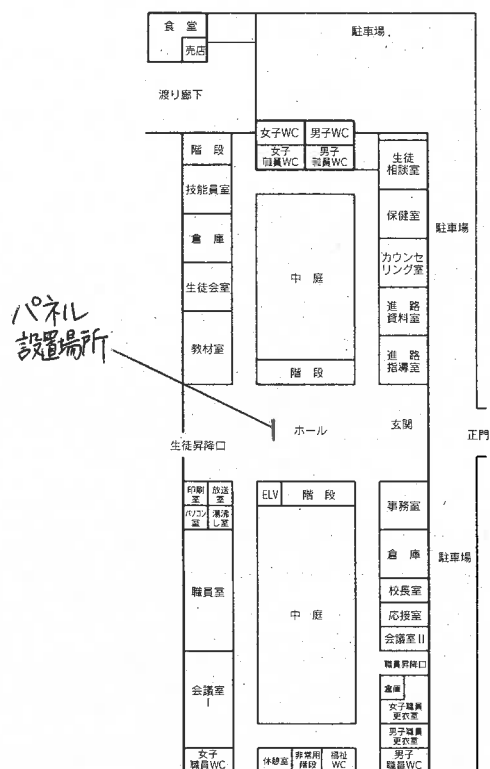 食 堂
売店
駐車場
渡り廊下
女子WC
男子WC
女子
職員WC
男子
職員WC
階 段
生徒
相談室
技能員室
保健室
駐車場
倉 庫
中 庭
カウンセ
リング室
生徒会室
進 路
資料室
パネル
設置場所
教材室
階 段
進 路
指導室
ホール
玄関
正門
生徒昇降口
印刷
室
放送
室
ELV
階 段
事務室
パソコン
室
湯沸
し室
倉 庫
駐車場
職員室
校長室
中 庭
応接室
会議室Ⅱ
職員昇降口
会議室
Ⅰ
倉庫
女子職員
更衣室
男子職員
更衣室
女子
職員WC
休憩室
非常用
階段
福祉
WC
男子
職員WC